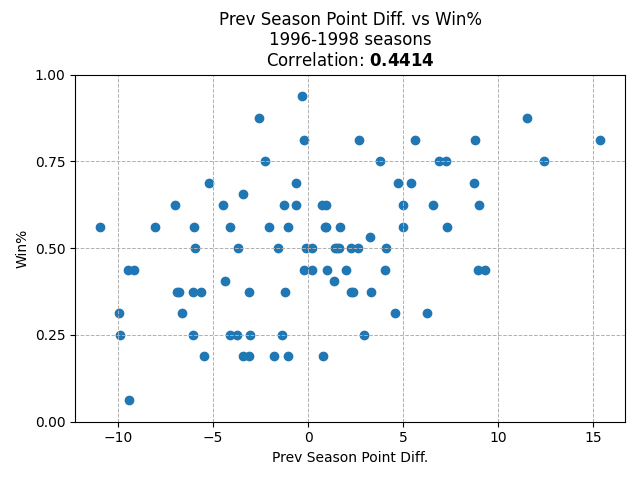 Prev Season Point Diff. vs Win%
1996-1998 seasons
Correlation: 0.4414
1.00
0.75
0.50
0.25
0.00
Win%
−10
−5
0
5
10
15
Prev Season Point Diff.